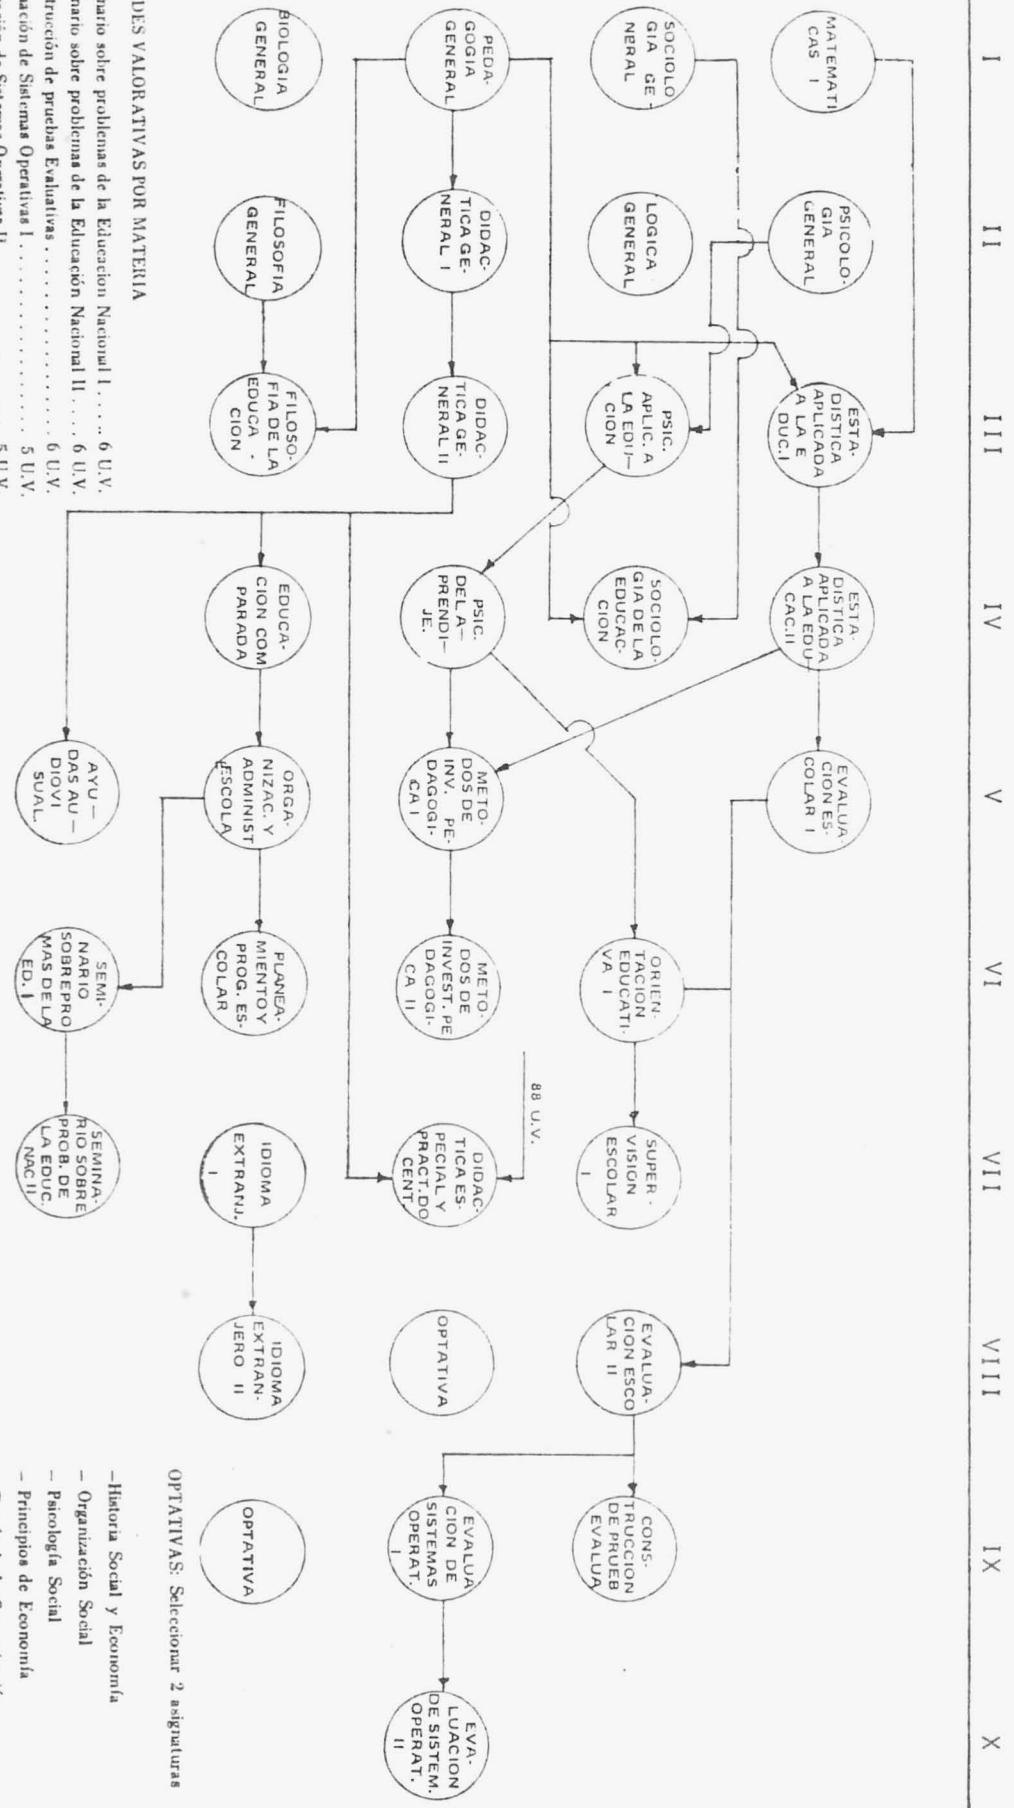 I
II
III
IV
V
VI
VII
VIII
IX
X
MATEMATI
CAS I
PSICOLO-
GIA
GENERAL
ESTA-
DISTICA
APLICADA
A LA E
DUC.I
ESTA-
DISTICA
APLICADA
A LA EDU
CAC.II
EVALUA-
CION ES-
COLAR I
SOCIOLO
GIA GE-
NERAL
LOGICA
GENERAL
PSIC.
APLIC. A
LA EDU—
CION
SOCIOLO-
GIA DE LA
EDUCAC-
CION
ORIEN-
TACION
EDUCATI-
VA I
SUPER-
VISION
ESCOLAR
I
EVALUA-
CION ESCO
LAR II
CONS-
TRUCCION
DE PRUEB
EVALUA
PEDA-
GOGIA
GENERAL
DIDAC-
TICA GE-
NERAL I
DIDAC-
TICA GE-
NERAL II
PSIC.
DEL A—
PRENDI—
JE.
METO-
DOS DE
INV. PE-
DAGOGI-
CA I
METO-
DOS DE
INVEST. PE
DAGOGI-
CA II
88 U.V.
DIDAC-
TICA ES-
PECIAL Y
PRACT. DO
CENT.
OPTATIVA
EVALUA
CION DE
SISTEMAS
OPERAT.
I
EVA-
LUACION
DE SISTEM.
OPERAT.
II
BIOLOGIA
GENERAL
FILOSOFIA
GENERAL
FILOSO-
FIA DE LA
EDUCA-
CION
EDUCA-
CION COM
PARADA
ORGA-
NIZAC. Y
ADMINIST
ESCOLA
PLANEA-
MIENTO Y
PROG. ES-
COLAR
IDIOMA
EXTRANJ.
I
IDIOMA
EXTRAN-
JERO II
OPTATIVA
AYU—
DAS AU—
DIOVI
SUAL.
SEMI-
NARIO
SOBRE PRO
MAS DE LA
ED. I
SEMINA-
RIO SOBRE
PROB. DE
LA EDUC.
NAC II
DES VALORATIVAS POR MATERIA
nario sobre problemas de la Educacion Nacional I ..... 6 U.V.
nario sobre problemas de la Educación Nacional II .... 6 U.V.
trucción de pruebas Evaluativas .............. 6 U.V.
uación de Sistemas Operativas I .............. 5 U.V.
5 U.V.
OPTATIVAS: Seleccionar 2 asignaturas
—Historia Social y Economía
— Organización Social
— Psicología Social
— Principios de Economía